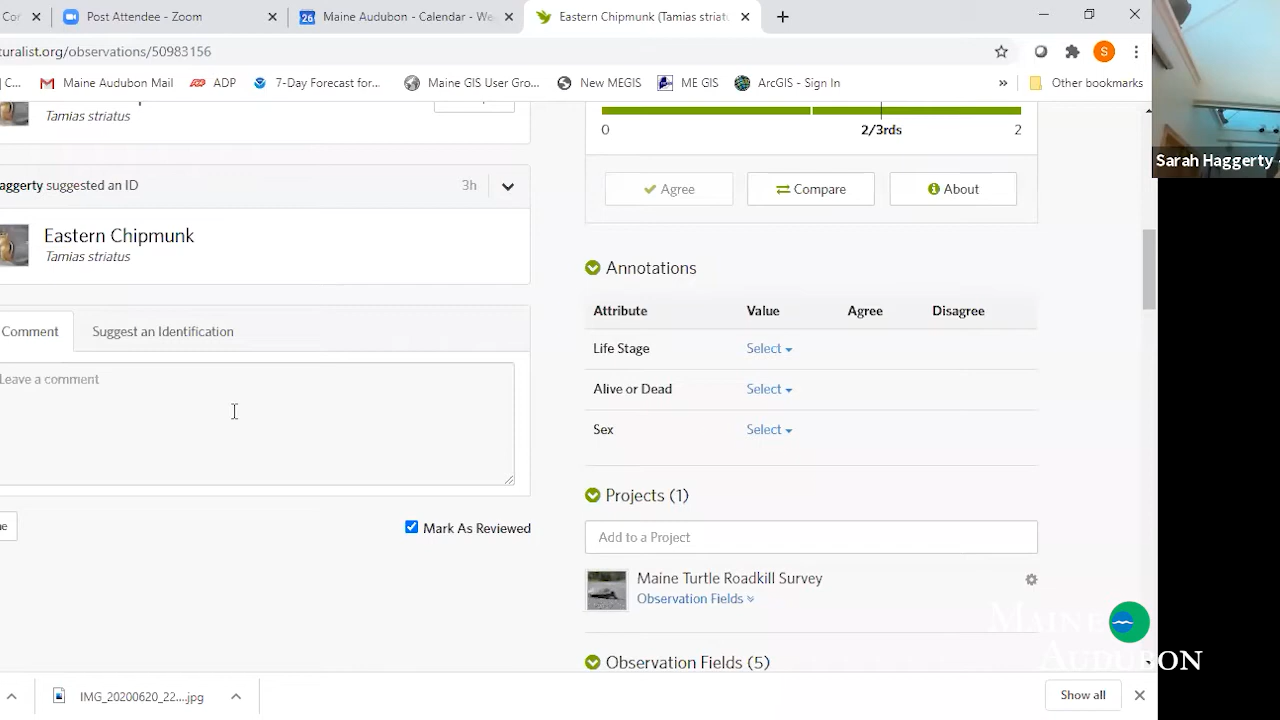 Cor
Post Attendee - Zoom
Maine Audubon - Calendar - We
Eastern Chipmunk (Tamias striat
uralist.org/observations/50983156
S
C...
Maine Audubon Mail
ADP
7-Day Forecast for...
Maine GIS User Grou...
New MEGIS
ME GIS
ArcGIS - Sign In
Other bookmarks
Tamias striatus
aggerty suggested an ID
3h
Eastern Chipmunk
Tamias striatus
Comment
Suggest an Identification
Leave a comment
Mark As Reviewed
0
2/3rds
2
Agree
Compare
About
Annotations
Attribute
Value
Agree
Disagree
Life Stage
Select
Alive or Dead
Select
Sex
Select
Projects (1)
Add to a Project
Maine Turtle Roadkill Survey
Observation Fields
Observation Fields (5)
Sarah Haggerty -
MAINE
AUDUBON
IMG_20200620_22....jpg
Show all